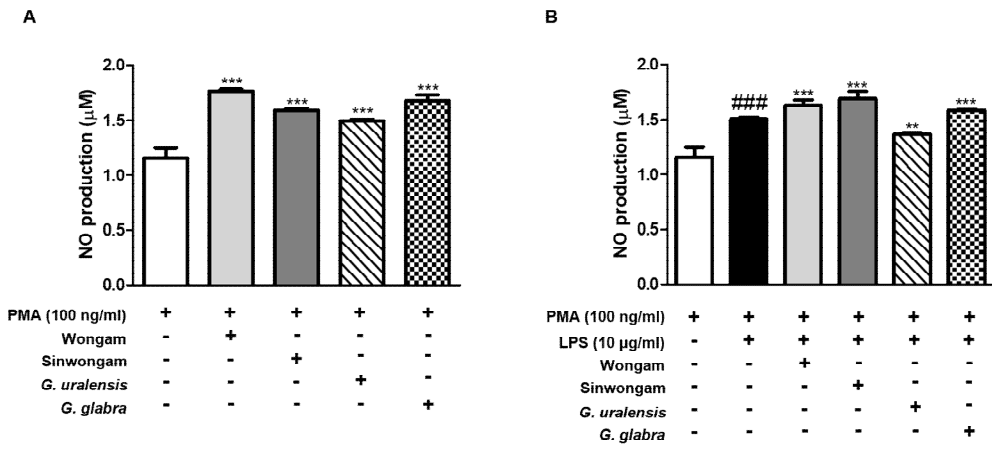 A
NO production (µM)
2.0
1.5
1.0
0.5
0.0
*** *** *** ***
PMA (100 ng/ml) + + + + +
Wongam - + - - -
Sinwongam - - + - -
G. uralensis - - - + -
G. glabra - - - - +
B
NO production (µM)
2.0
1.5
1.0
0.5
0.0
### *** *** ** ***
PMA (100 ng/ml) + + + + + +
LPS (10 µg/ml) - + + + + +
Wongam - - + - - -
Sinwongam - - - + - -
G. uralensis - - - - + -
G. glabra - - - - - +